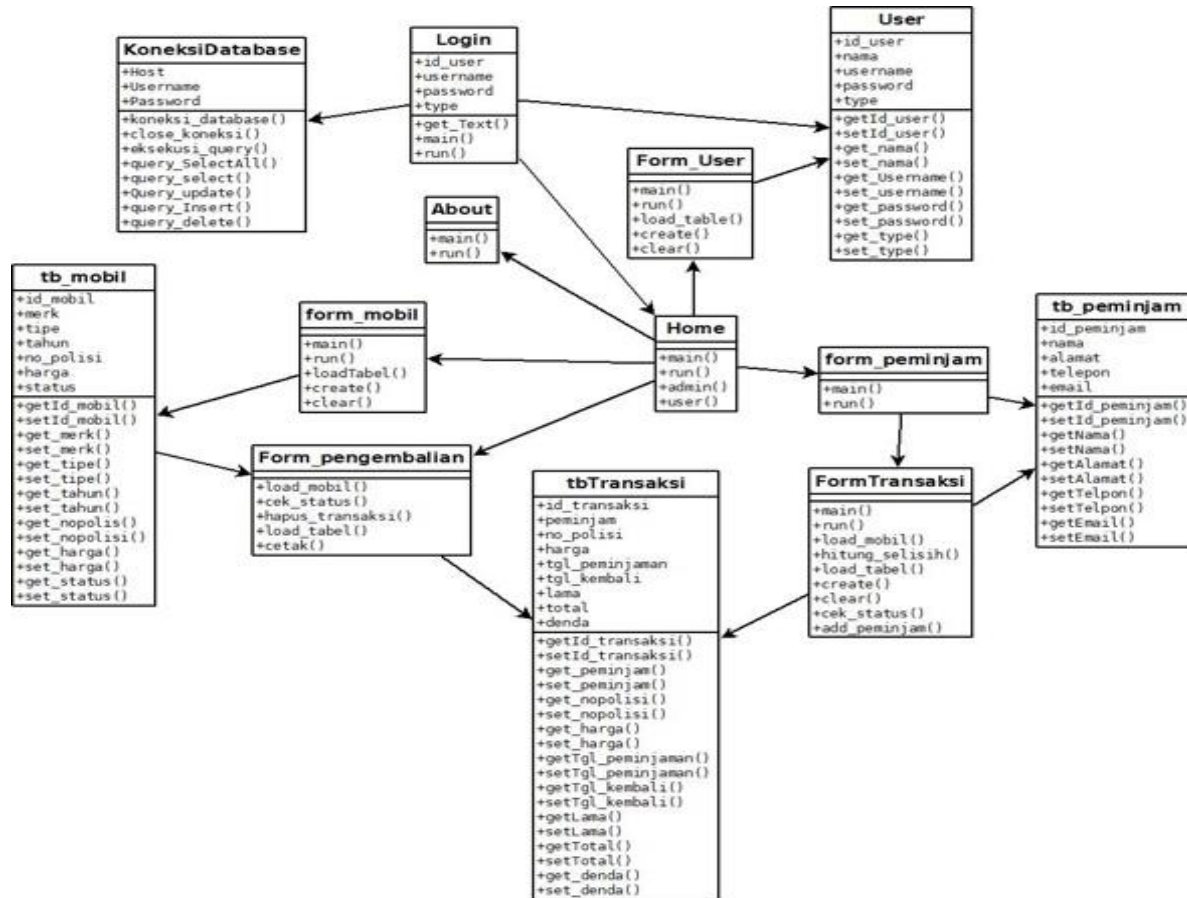 KoneksiDatabase
+Host
+Username
+Password
+koneksi_database()
+close_koneksi()
+eksekusi_query()
+query_SelectAll()
+query_select()
+Query_update()
+query_Insert()
+query_delete()
Login
+id_user
+username
+password
+type
+get_Text()
+main()
+run()
User
+id_user
+nama
+username
+password
+type
+getId_user()
+setId_user()
+get_nama()
+set_nama()
+get_Username()
+set_username()
+get_password()
+set_password()
+get_type()
+set_type()
Form_User
+main()
+run()
+load_table()
+create()
+clear()
About
+main()
+run()
tb_mobil
+id_mobil
+merk
+tipe
+tahun
+no_polisi
+harga
+status
+getId_mobil()
+setId_mobil()
+get_merk()
+set_merk()
+get_tipe()
+set_tipe()
+get_tahun()
+set_tahun()
+get_nopolis()
+set_nopolisi()
+get_harga()
+set_harga()
+get_status()
+set_status()
form_mobil
+main()
+run()
+loadTabel()
+create()
+clear()
Home
+main()
+run()
+admin()
+user()
form_peminjam
+main()
+run()
tb_peminjam
+id_peminjam
+nama
+alamat
+telepon
+email
+getId_peminjam()
+setId_peminjam()
+getNama()
+setNama()
+getAlamat()
+setAlamat()
+getTelpon()
+setTelpon()
+getEmail()
+setEmail()
Form_pengembalian
+load_mobil()
+cek_status()
+hapus_transaksi()
+load_tabel()
+cetak()
tbTransaksi
+id_transaksi
+peminjam
+no_polisi
+harga
+tgl_peminjaman
+tgl_kembali
+lama
+total
+denda
+getId_transaksi()
+setId_transaksi()
+get_peminjam()
+set_peminjam()
+get_nopolisi()
+set_nopolisi()
+get_harga()
+set_harga()
+getTgl_peminjaman()
+setTgl_peminjaman()
+getTgl_kembali()
+setTgl_kembali()
+getLama()
+setLama()
+getTotal()
+setTotal()
+get_denda()
+set_denda()
FormTransaksi
+main()
+run()
+load_mobil()
+hitung_selisih()
+load_tabel()
+create()
+clear()
+cek_status()
+add_peminjam()